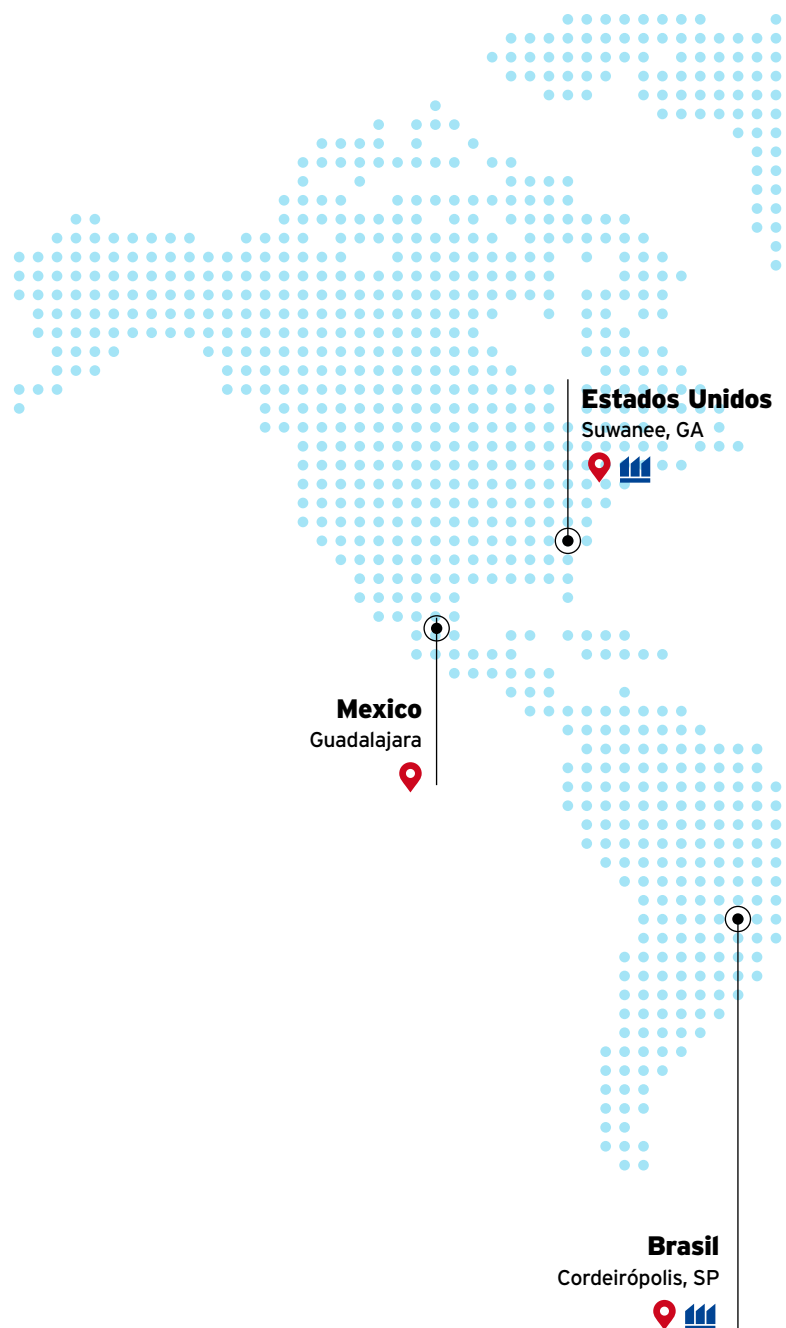 Estados Unidos
Suwanee, GA
Mexico
Guadalajara
Brasil
Cordeirópolis, SP